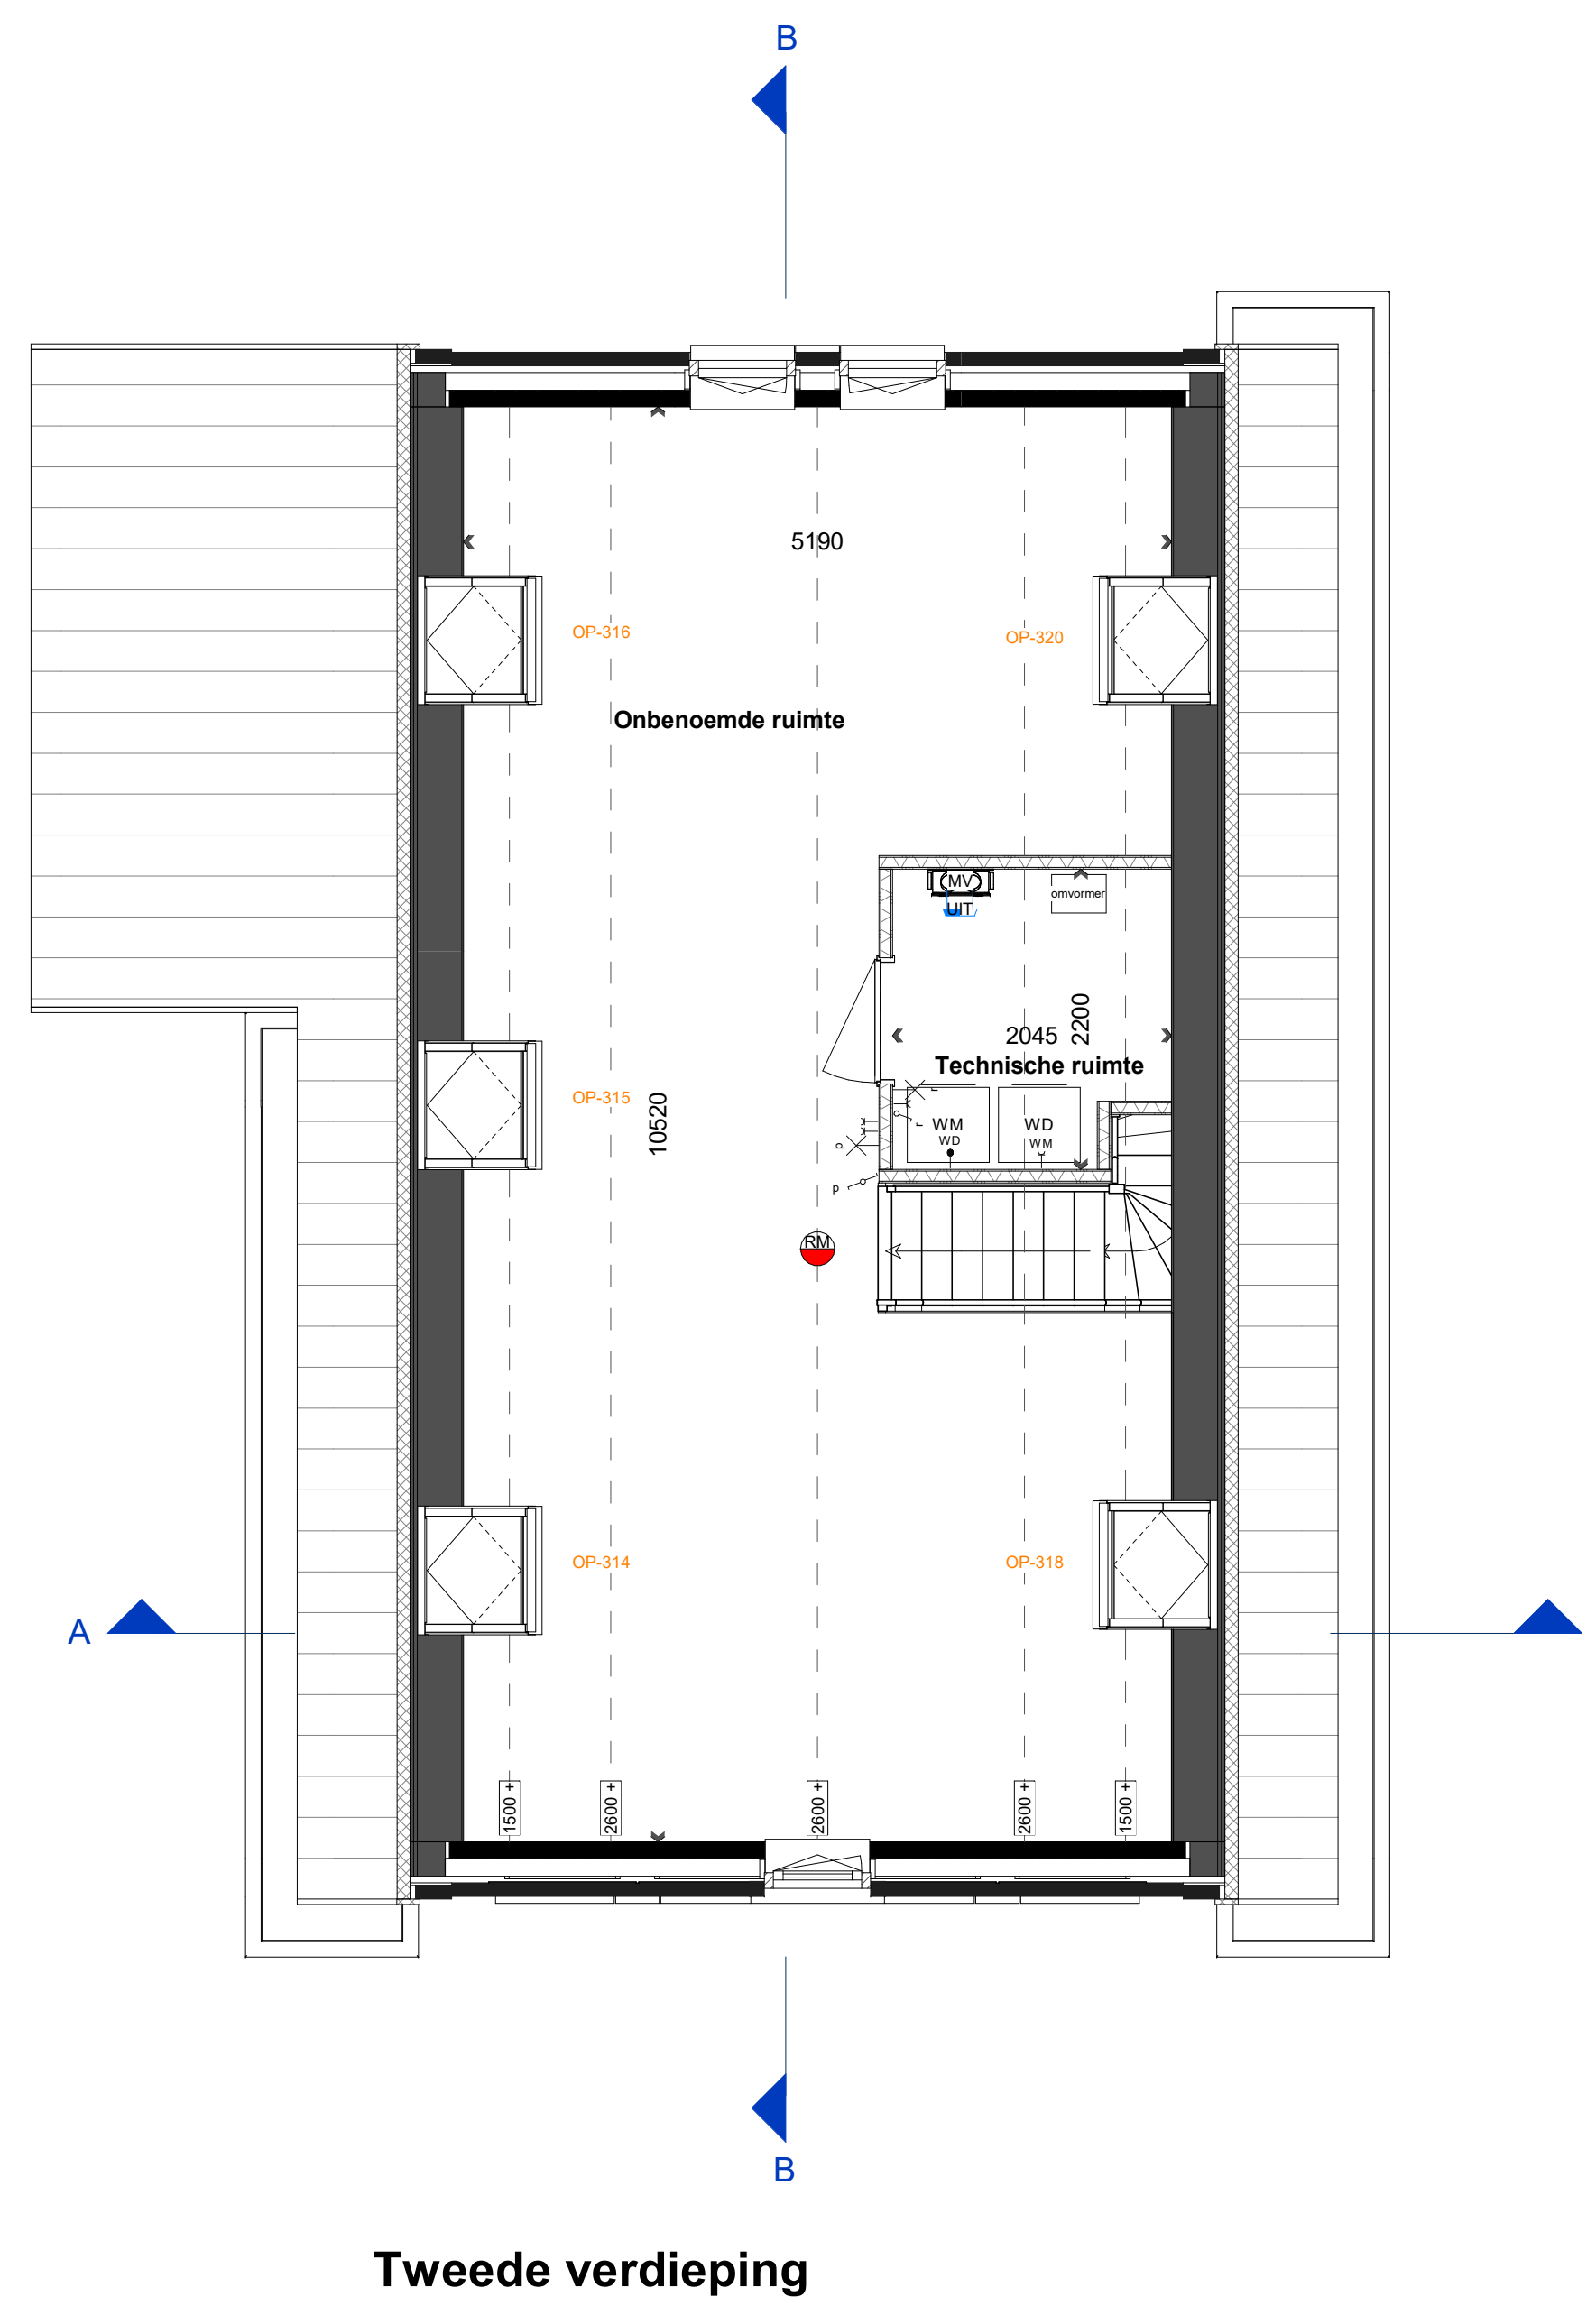 B
5190
OP-316
OP-320
Onbenoemde ruimte
MV
omvormer
UIT
2200
2045
Technische ruimte
OP-315
10520
r
r
WM
WD
WD
WM
p
p
RM
OP-314
OP-318
A
1500 +
2600 +
2600 +
2600 +
1500 +
B
Tweede verdieping